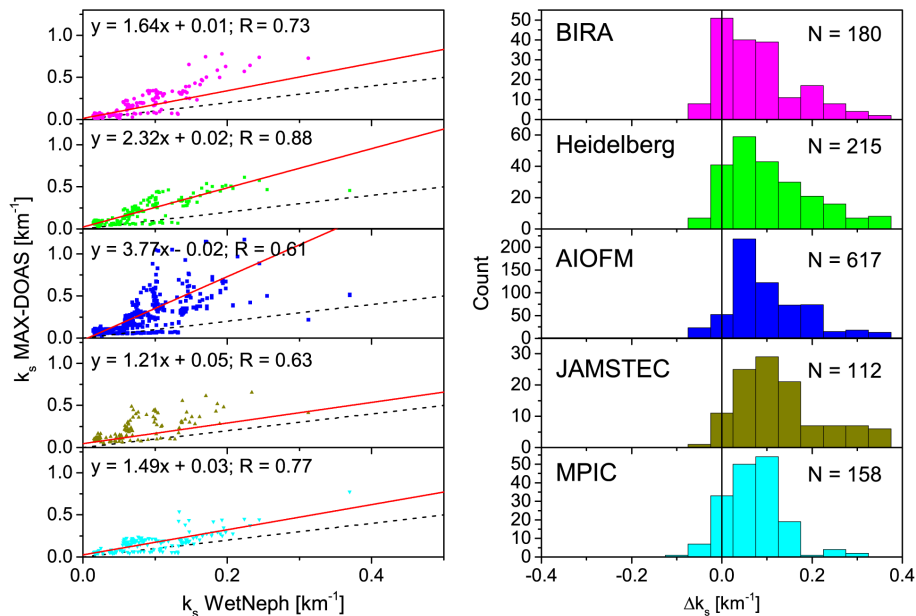 y = 1.64x + 0.01; R = 0.73
y = 2.32x + 0.02; R = 0.88
y = 3.77x - 0.02; R = 0.61
y = 1.21x + 0.05; R = 0.63
y = 1.49x + 0.03; R = 0.77
k_s MAX-DOAS [km^-1]
1.0
0.5
0.0
1.0
0.5
0.0
1.0
0.5
0.0
1.0
0.5
0.0
1.0
0.5
0.0
0.0 0.2 0.4
k_s WetNeph [km^-1]
BIRA N = 180
Heidelberg N = 215
AIOFM N = 617
JAMSTEC N = 112
MPIC N = 158
Count
50
40
30
20
10
0
60
40
20
0
200
150
100
50
0
30
20
10
0
50
40
30
20
10
0
-0.4 -0.2 0.0 0.2 0.4
Δk_s [km^-1]